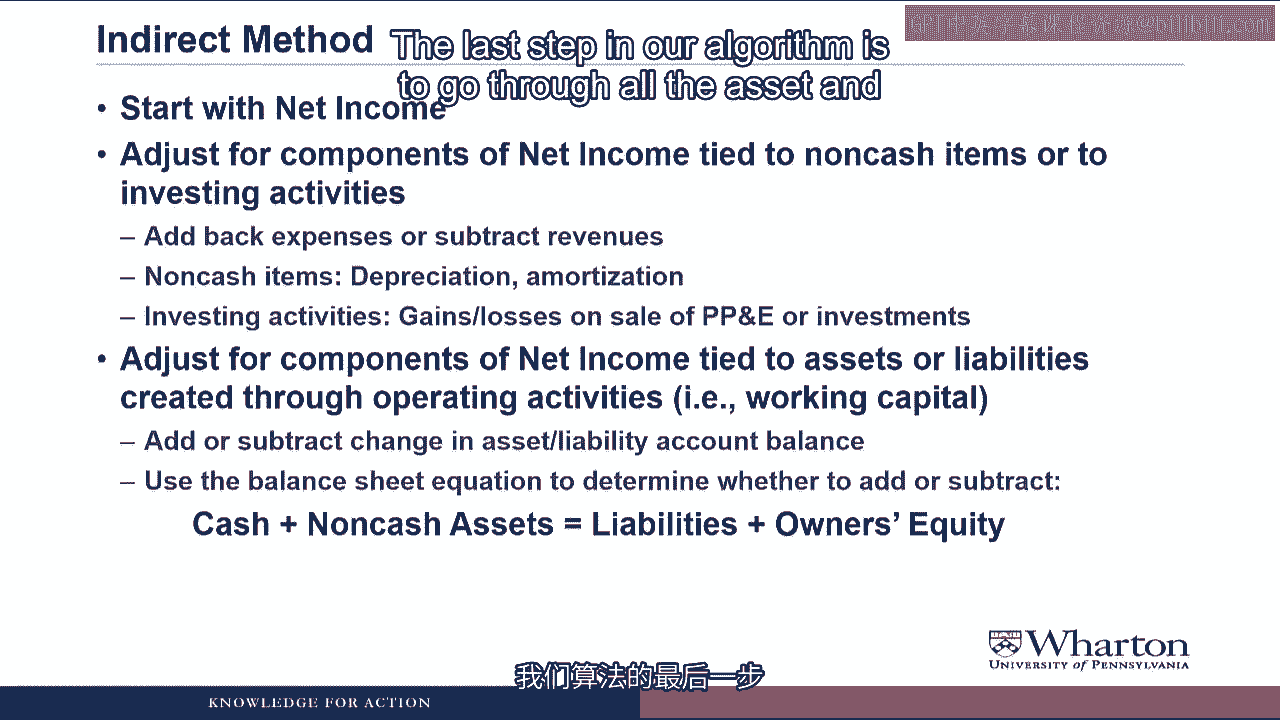 Indirect Method
The last step in our algorithm is
to go through all the asset and
• Start with Net Income
• Adjust for components of Net Income tied to noncash items or to
investing activities
– Add back expenses or subtract revenues
– Noncash items: Depreciation, amortization
– Investing activities: Gains/losses on sale of PP&E or investments
• Adjust for components of Net Income tied to assets or liabilities
created through operating activities (i.e., working capital)
– Add or subtract change in asset/liability account balance
– Use the balance sheet equation to determine whether to add or subtract:
Cash + Noncash Assets = Liabilities + Owners' Equity
Wharton
UNIVERSITY of PENNSYLVANIA
我们算法的最后一步
KNOWLEDGE FOR ACTION